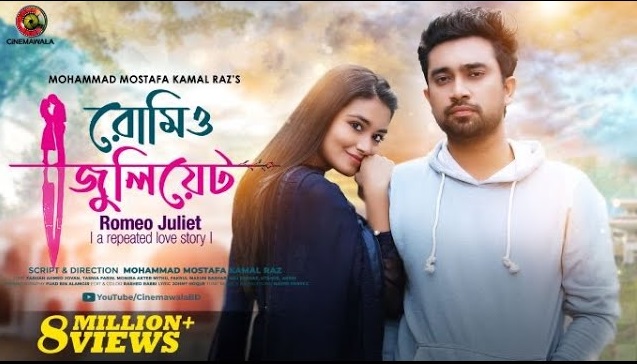 CiNEMAWALA
MOHAMMAD MOSTAFA KAMAL RAZ'S
রোমিও
জুলিয়েট
Romeo Juliet
| a repeated love story |
SCRIPT & DIRECTION MOHAMMAD MOSTAFA KAMAL RAZ
YouTube/CinemawalaBD
8 MILLION+
VIEWS